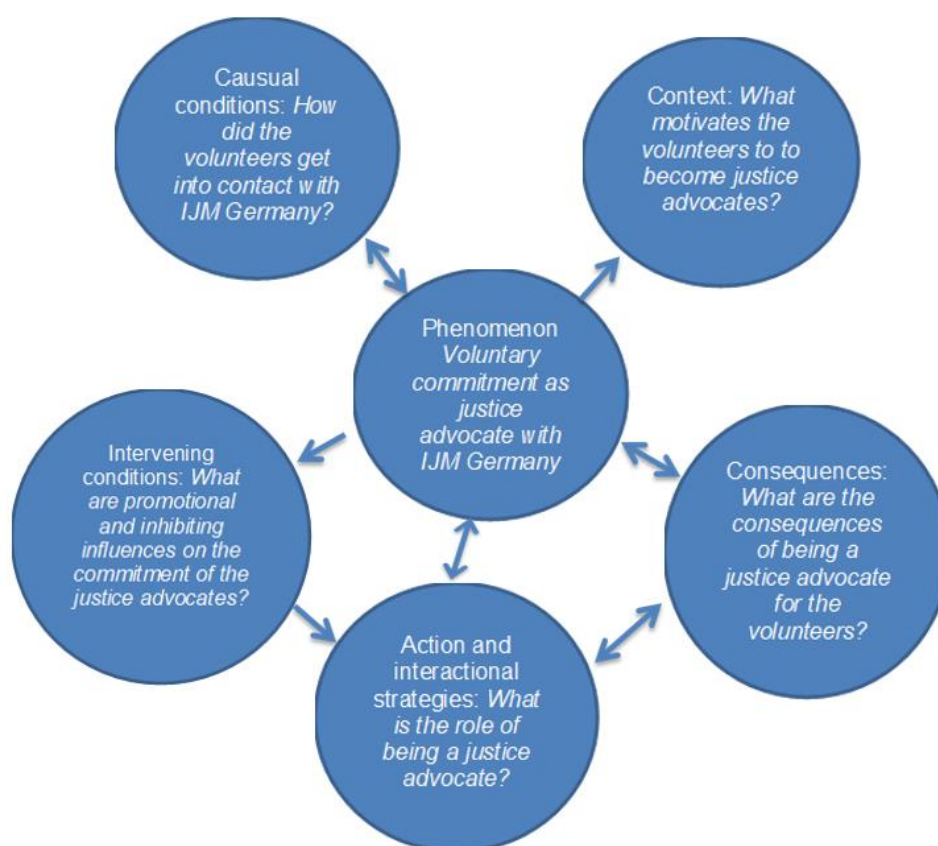 Causual
conditions: How
did the
volunteers get
into contact with
IJM Germany?
Context: What
motivates the
volunteers to to
become justice
advocates?
Phenomenon
Voluntary
commitment as
justice
advocate with
IJM Germany
Intervening
conditions: What
are promotional
and inhibiting
influences on the
commitment of the
justice advocates?
Consequences:
What are the
consequences
of being a
justice advocate
for the
volunteers?
Action and
interactional
strategies: What
is the role of
being a justice
advocate?